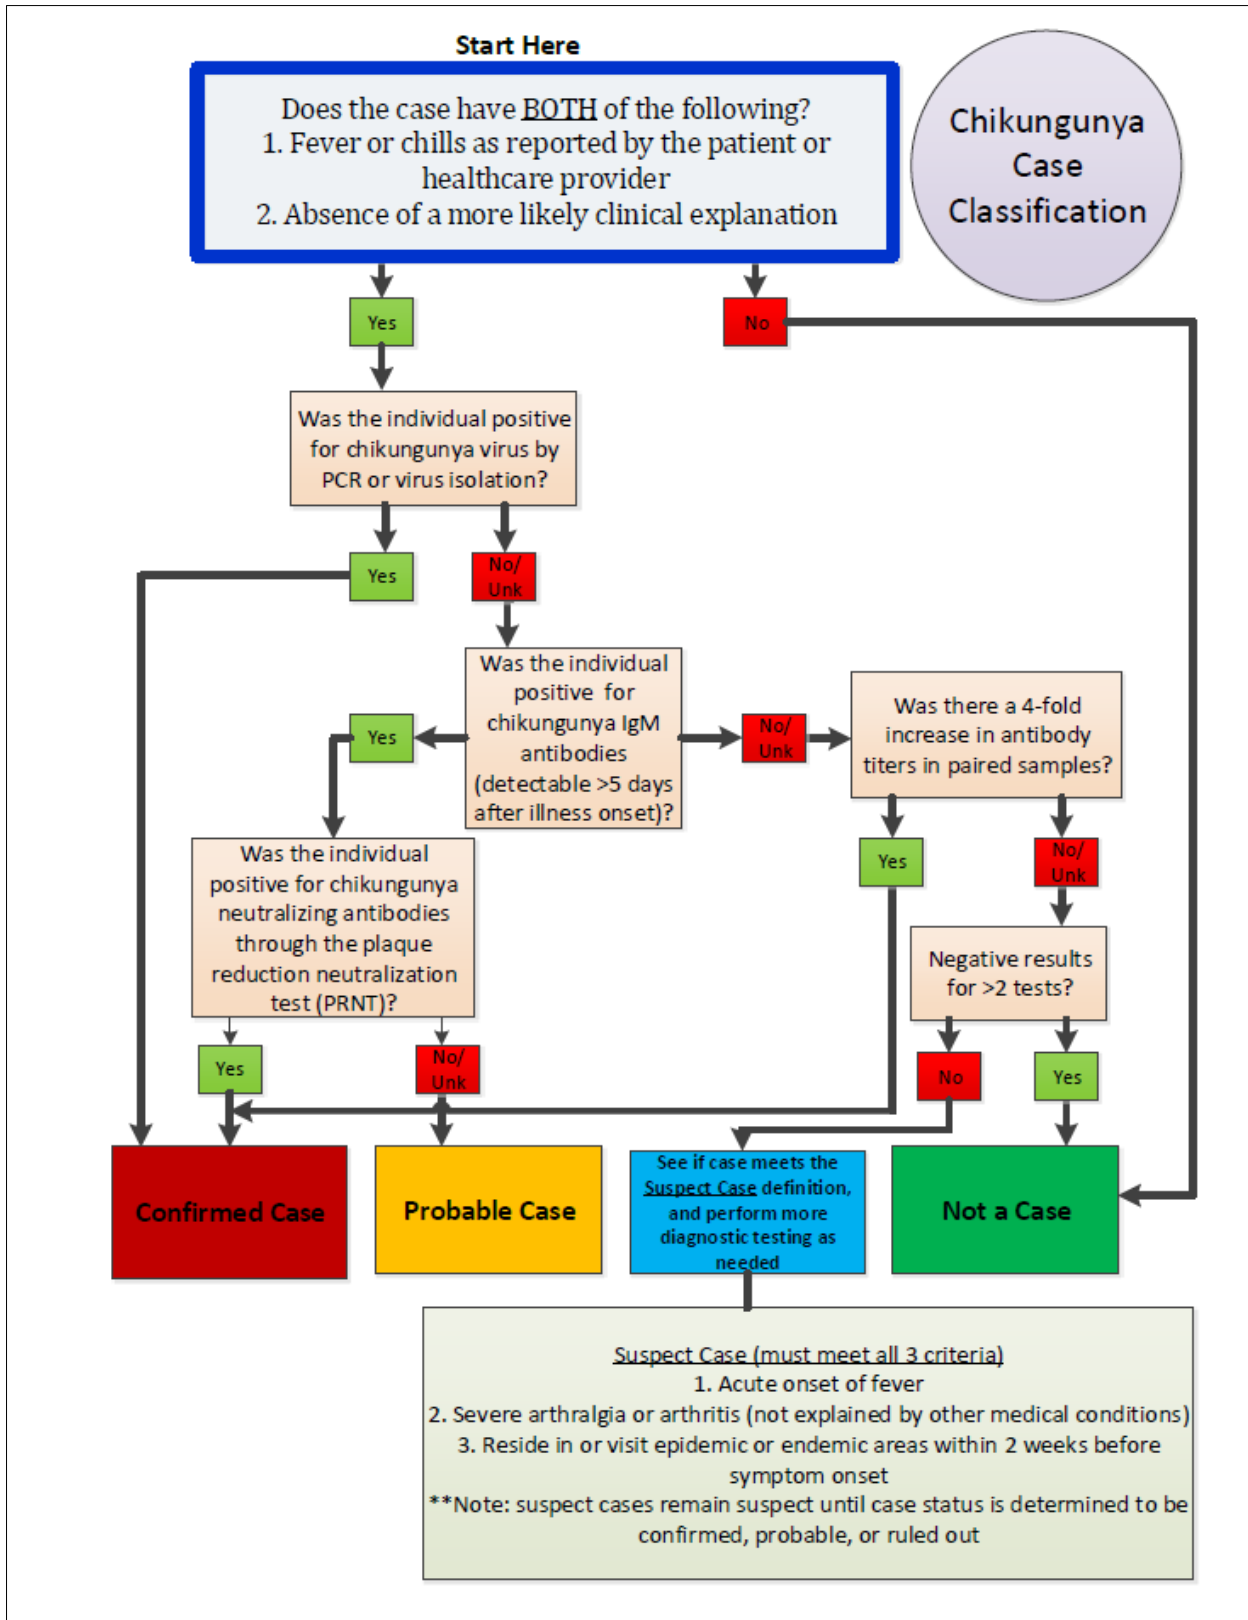 Start Here
Does the case have BOTH of the following?
1. Fever or chills as reported by the patient or
healthcare provider
2. Absence of a more likely clinical explanation
Chikungunya
Case
Classification
Yes
No
Was the individual positive
for chikungunya virus by
PCR or virus isolation?
Yes
No/
Unk
Was the individual
positive for
chikungunya IgM
antibodies
(detectable >5 days
after illness onset)?
Yes
No/
Unk
Was there a 4-fold
increase in antibody
titers in paired samples?
Yes
No/
Unk
Was the individual
positive for chikungunya
neutralizing antibodies
through the plaque
reduction neutralization
test (PRNT)?
Negative results
for >2 tests?
Yes
No/
Unk
No
Yes
Confirmed Case
Probable Case
See if case meets the
Suspect Case definition,
and perform more
diagnostic testing as
needed
Not a Case
Suspect Case (must meet all 3 criteria)
1. Acute onset of fever
2. Severe arthralgia or arthritis (not explained by other medical conditions)
3. Reside in or visit epidemic or endemic areas within 2 weeks before
symptom onset
**Note: suspect cases remain suspect until case status is determined to be
confirmed, probable, or ruled out